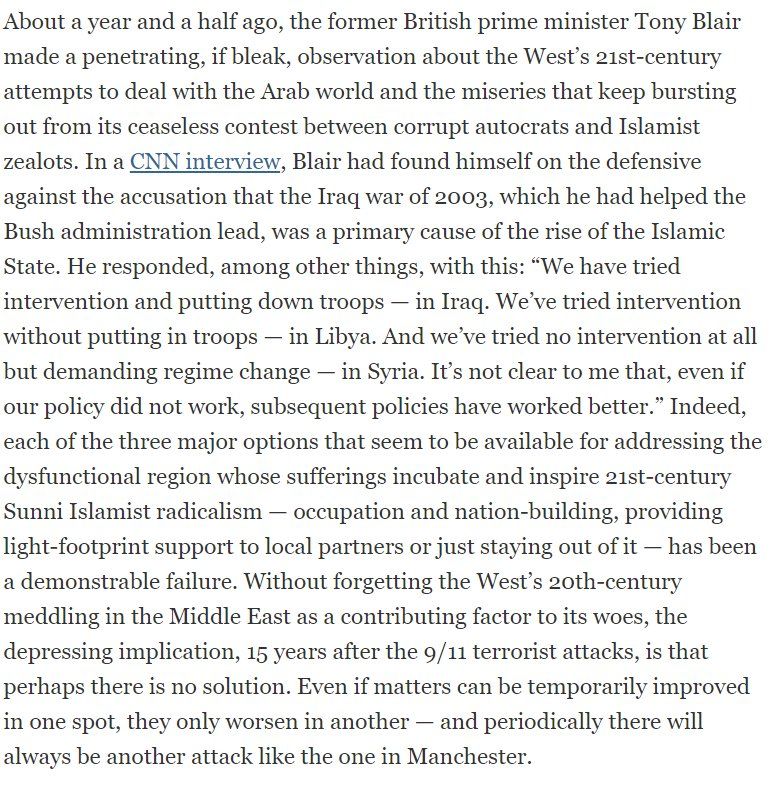 About a year and a half ago, the former British prime minister Tony Blair
made a penetrating, if bleak, observation about the West’s 21st-century
attempts to deal with the Arab world and the miseries that keep bursting
out from its ceaseless contest between corrupt autocrats and Islamist
zealots. In a CNN interview, Blair had found himself on the defensive
against the accusation that the Iraq war of 2003, which he had helped the
Bush administration lead, was a primary cause of the rise of the Islamic
State. He responded, among other things, with this: “We have tried
intervention and putting down troops — in Iraq. We’ve tried intervention
without putting in troops — in Libya. And we’ve tried no intervention at all
but demanding regime change — in Syria. It’s not clear to me that, even if
our policy did not work, subsequent policies have worked better.” Indeed,
each of the three major options that seem to be available for addressing the
dysfunctional region whose sufferings incubate and inspire 21st-century
Sunni Islamist radicalism — occupation and nation-building, providing
light-footprint support to local partners or just staying out of it — has been
a demonstrable failure. Without forgetting the West’s 20th-century
meddling in the Middle East as a contributing factor to its woes, the
depressing implication, 15 years after the 9/11 terrorist attacks, is that
perhaps there is no solution. Even if matters can be temporarily improved
in one spot, they only worsen in another — and periodically there will
always be another attack like the one in Manchester.